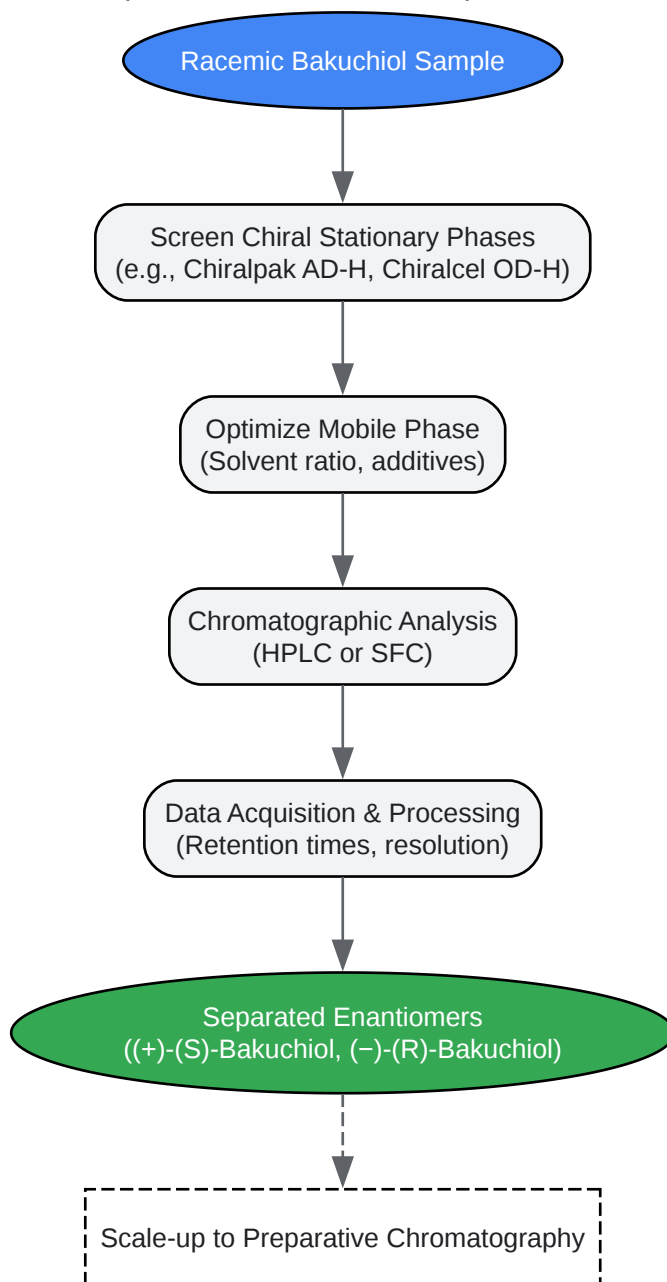 Racemic Bakuchiol Sample
Screen Chiral Stationary Phases
(e.g., Chiralpak AD-H, Chiralcel OD-H)
Optimize Mobile Phase
(Solvent ratio, additives)
Chromatographic Analysis
(HPLC or SFC)
Data Acquisition & Processing
(Retention times, resolution)
Separated Enantiomers
((+)-(S)-Bakuchiol, (−)-(R)-Bakuchiol)
Scale-up to Preparative Chromatography